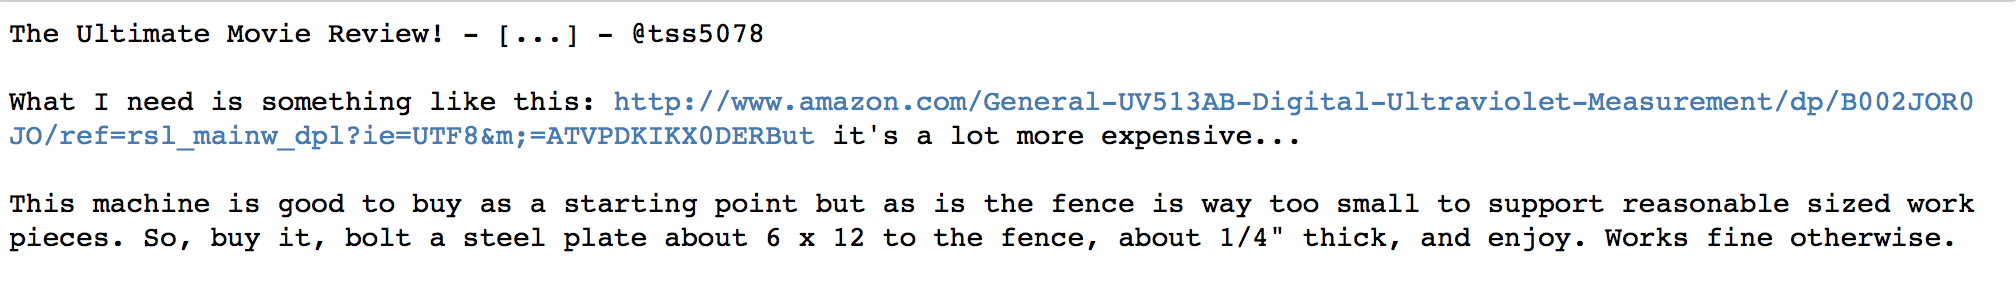 The Ultimate Movie Review! - [...] - @tss5078
What I need is something like this: http://www.amazon.com/General-UV513AB-Digital-Ultraviolet-Measurement/dp/B002JOR0
JO/ref=rsl_mainw_dpl?ie=UTF8&m;=ATVPDKIKX0DERBut it's a lot more expensive...
This machine is good to buy as a starting point but as is the fence is way too small to support reasonable sized work
pieces. So, buy it, bolt a steel plate about 6 x 12 to the fence, about 1/4" thick, and enjoy. Works fine otherwise.